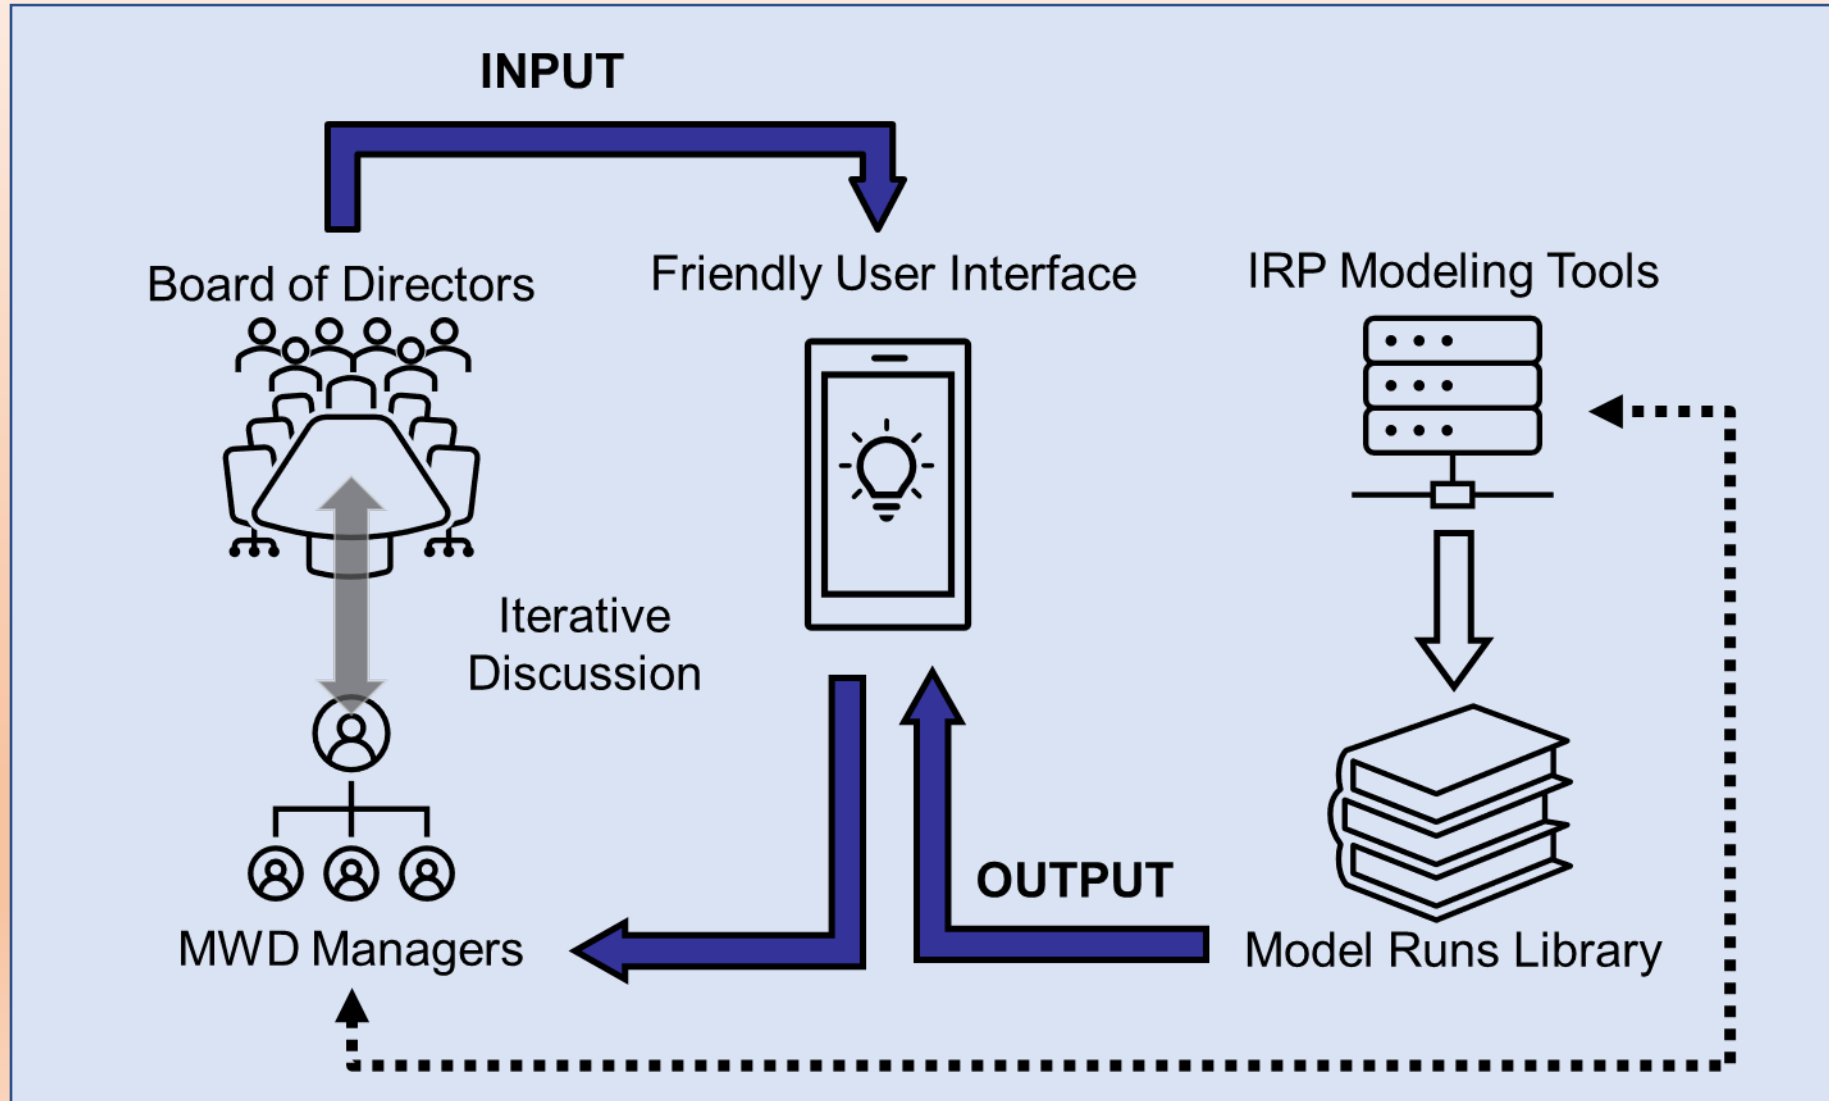 INPUT
Board of Directors
Friendly User Interface
IRP Modeling Tools
Iterative
Discussion
OUTPUT
MWD Managers
Model Runs Library